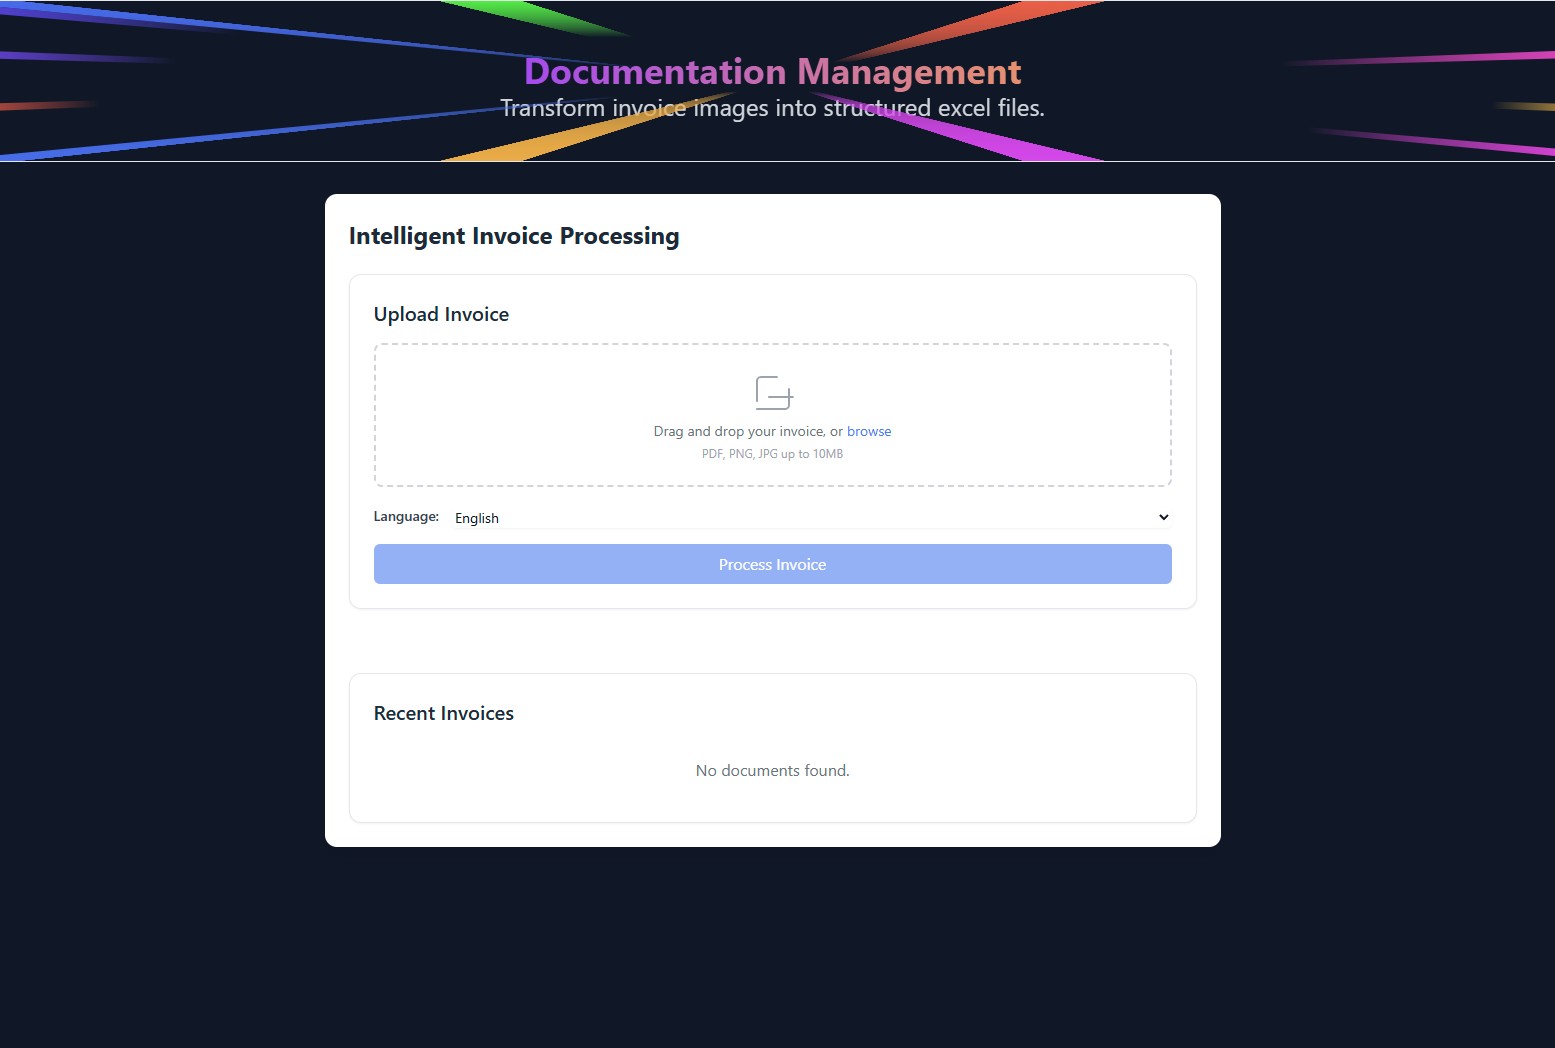 Documentation Management
Transform invoice images into structured excel files.
Intelligent Invoice Processing
Upload Invoice
Drag and drop your invoice, or browse
PDF, PNG, JPG up to 10MB
Language: English
Process Invoice
Recent Invoices
No documents found.